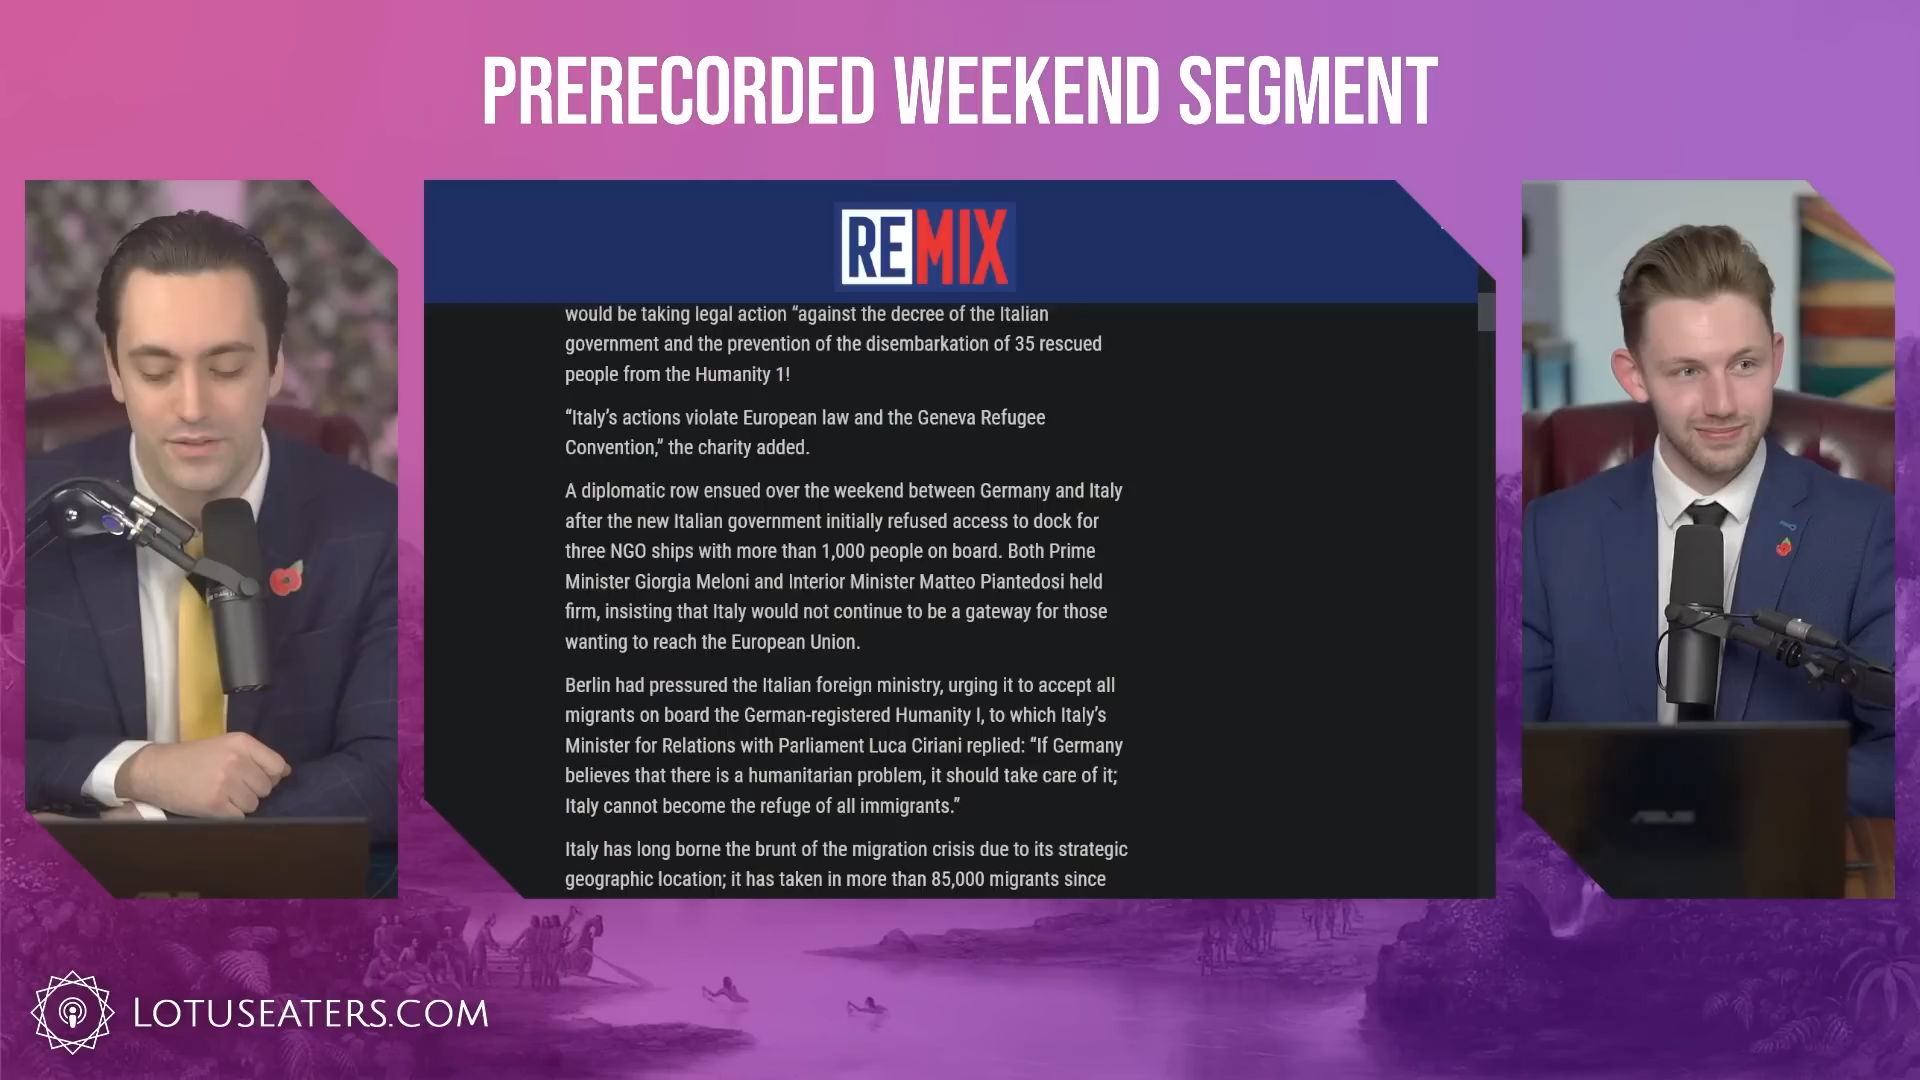 PRERECORDED WEEKEND SEGMENT
REMIX
would be taking legal action “against the decree of the Italian
government and the prevention of the disembarkation of 35 rescued
people from the Humanity 1!
“Italy’s actions violate European law and the Geneva Refugee
Convention,” the charity added.
A diplomatic row ensued over the weekend between Germany and Italy
after the new Italian government initially refused access to dock for
three NGO ships with more than 1,000 people on board. Both Prime
Minister Giorgia Meloni and Interior Minister Matteo Piantedosi held
firm, insisting that Italy would not continue to be a gateway for those
wanting to reach the European Union.
Berlin had pressured the Italian foreign ministry, urging it to accept all
migrants on board the German-registered Humanity I, to which Italy’s
Minister for Relations with Parliament Luca Ciriani replied: “If Germany
believes that there is a humanitarian problem, it should take care of it;
Italy cannot become the refuge of all immigrants.”
Italy has long borne the brunt of the migration crisis due to its strategic
geographic location; it has taken in more than 85,000 migrants since
ASUS
LOTUSEATERS.COM